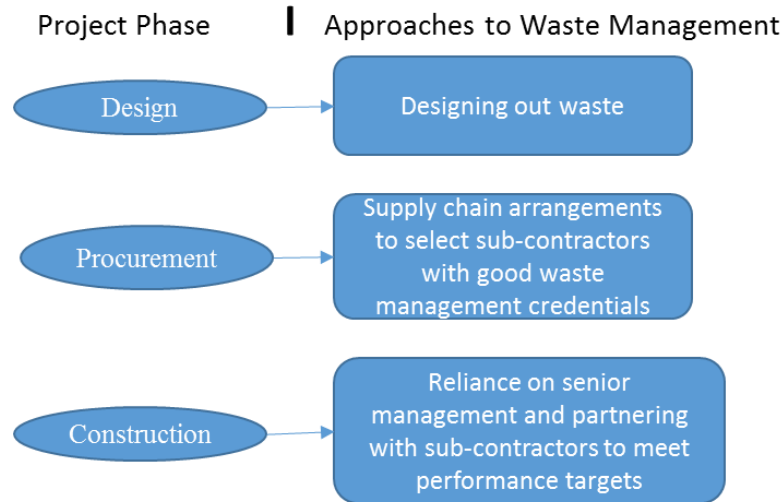 Project Phase | Approaches to Waste Management
Design
Designing out waste
Procurement
Supply chain arrangements
to select sub-contractors
with good waste
management credentials
Construction
Reliance on senior
management and partnering
with sub-contractors to meet
performance targets